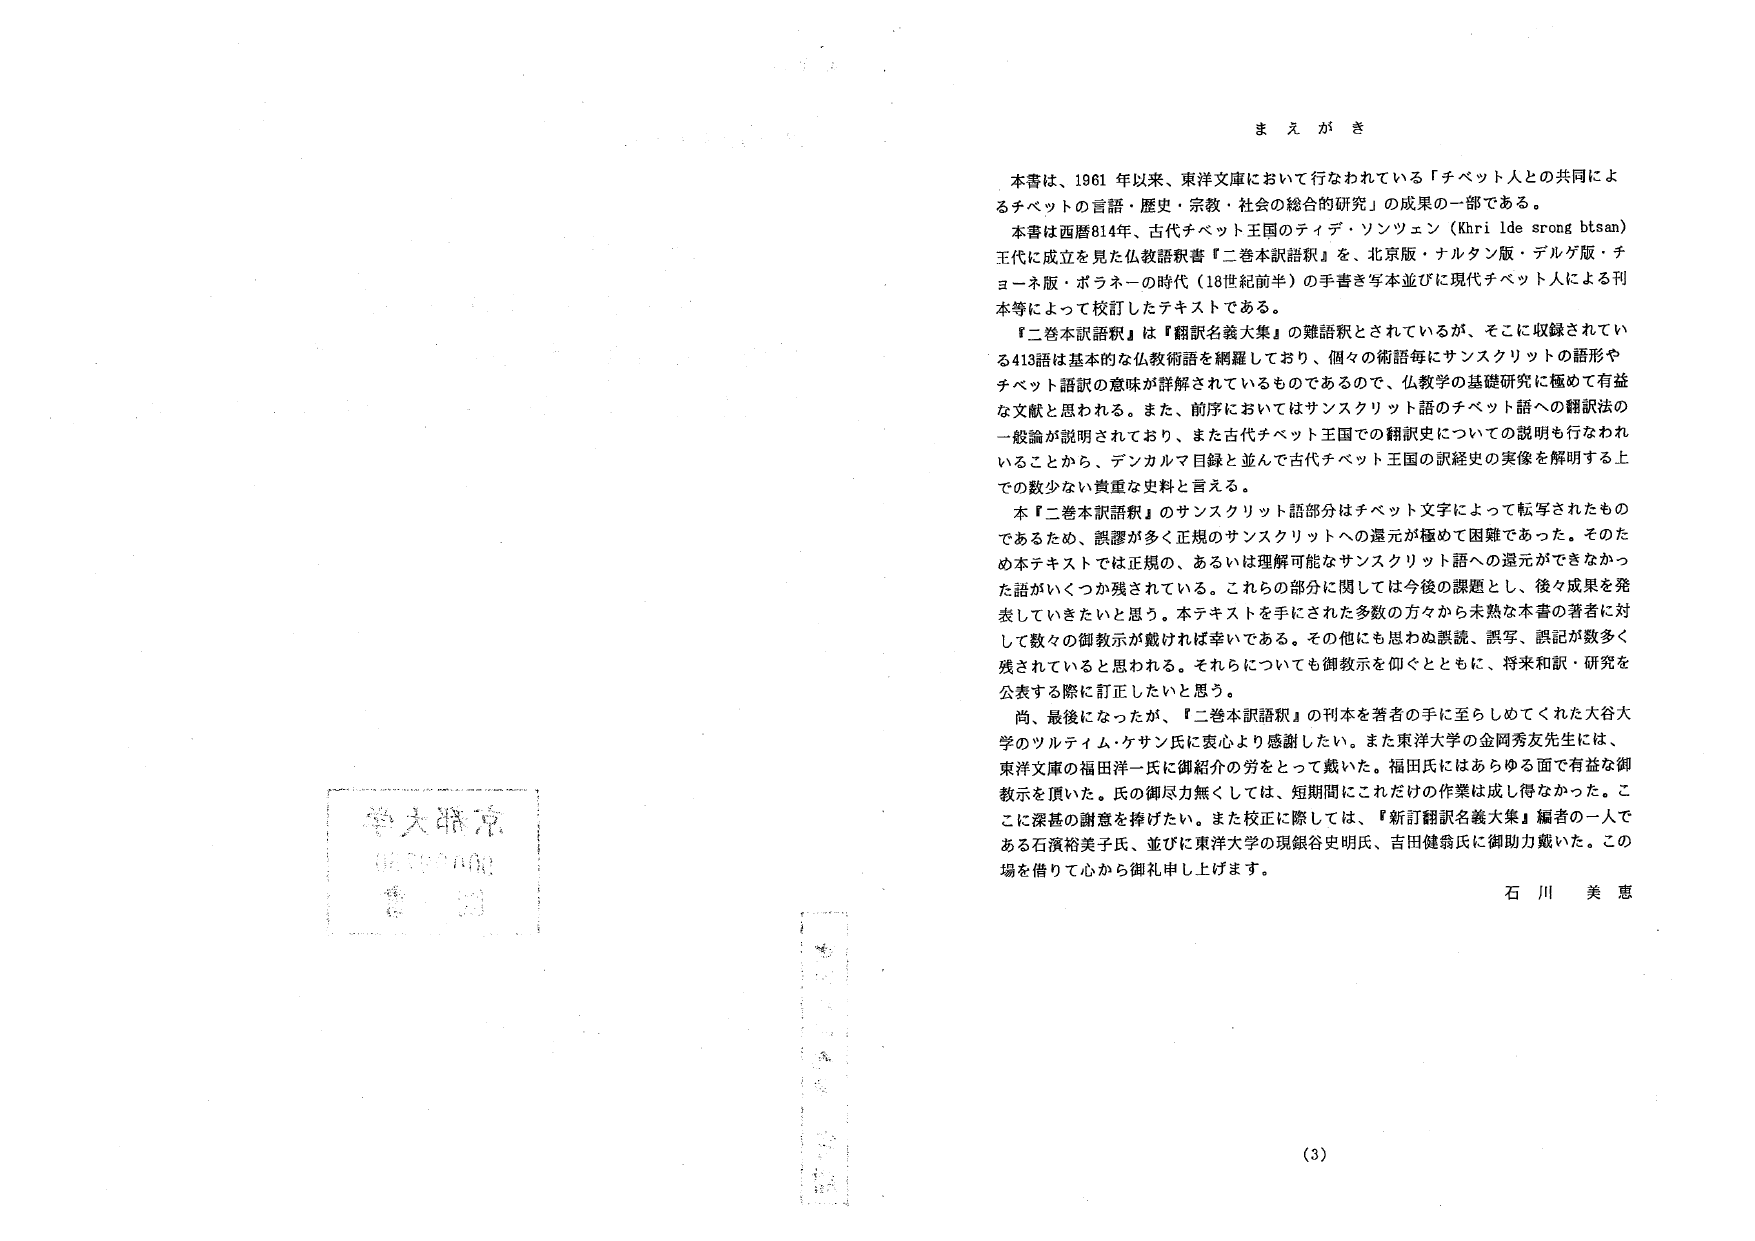 京都大学
図書
まえがき
本書は、1961 年以来、東洋文庫において行なわれている「チベット人との共同によ
るチベットの言語・歴史・宗教・社会の総合的研究」の成果の一部である。
本書は西暦814年、古代チベット王国のティデ・ソンツェン（Khri lde srong btsan）
王代に成立を見た仏教語釈書『二巻本訳語釈』を、北京版・ナルタン版・デルゲ版・チ
ョーネ版・ポラネーの時代（18世紀前半）の手書き写本並びに現代チベット人による刊
本等によって校訂したテキストである。
『二巻本訳語釈』は『翻訳名義大集』の難語釈とされているが、そこに収録されてい
る413語は基本的な仏教術語を網羅しており、個々の術語毎にサンスクリットの語形や
チベット語訳の意味が詳解されているものであるので、仏教学の基礎研究に極めて有益
な文献と思われる。また、前序においてはサンスクリット語のチベット語への翻訳法の
一般論が説明されており、また古代チベット王国での翻訳史についての説明も行なわれ
いることから、デンカルマ目録と並んで古代チベット王国の訳経史の実像を解明する上
での数少ない貴重な史料と言える。
本『二巻本訳語釈』のサンスクリット語部分はチベット文字によって転写されたもの
であるため、誤謬が多く正規のサンスクリットへの還元が極めて困難であった。そのた
め本テキストでは正規の、あるいは理解可能なサンスクリット語への還元ができなかっ
た語がいくつか残されている。これらの部分に関しては今後の課題とし、後々成果を発
表していきたいと思う。本テキストを手にされた多数の方々から未熟な本書の著者に対
して数々の御教示が戴ければ幸いである。その他にも思わぬ誤読、誤写、誤記が数多く
残されていると思われる。それらについても御教示を仰ぐとともに、将来和訳・研究を
公表する際に訂正したいと思う。
尚、最後になったが、『二巻本訳語釈』の刊本を著者の手に至らしめてくれた大谷大
学のツルティム・ケサン氏に衷心より感謝したい。また東洋大学の金岡秀友先生には、
東洋文庫の福田洋一氏に御紹介の労をとって戴いた。福田氏にはあらゆる面で有益な御
教示を頂いた。氏の御尽力無くしては、短期間にこれだけの作業は成し得なかった。こ
こに深甚の謝意を捧げたい。また校正に際しては、『新訂翻訳名義大集』編者の一人で
ある石濱裕美子氏、並びに東洋大学の現銀谷史明氏、吉田健翁氏に御助力戴いた。この
場を借りて心から御礼申し上げます。
石川 美恵
(3)